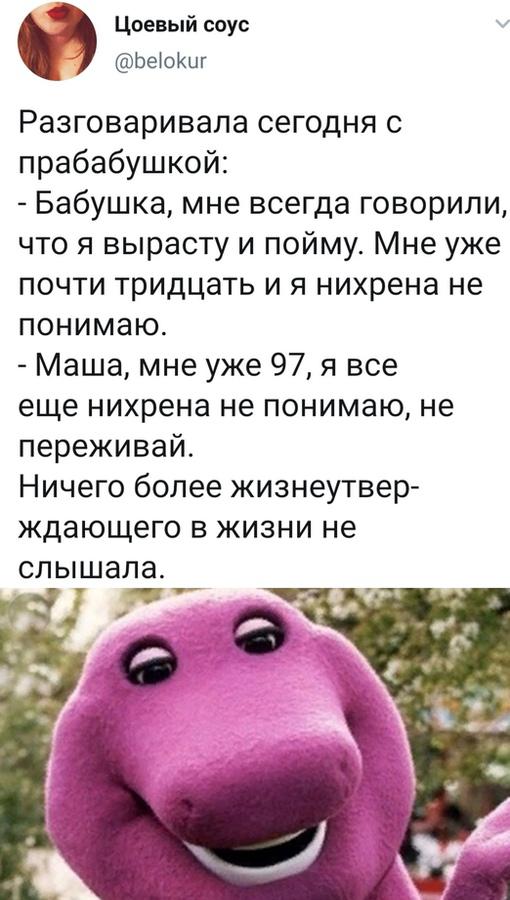 Цоевый соус
@belokur
Разговаривала сегодня с
прабабушкой:
- Бабушка, мне всегда говорили,
что я вырасту и пойму. Мне уже
почти тридцать и я нихрена не
понимаю.
- Маша, мне уже 97, я все
еще нихрена не понимаю, не
переживай.
Ничего более жизнеутвер-
ждающего в жизни не
слышала.